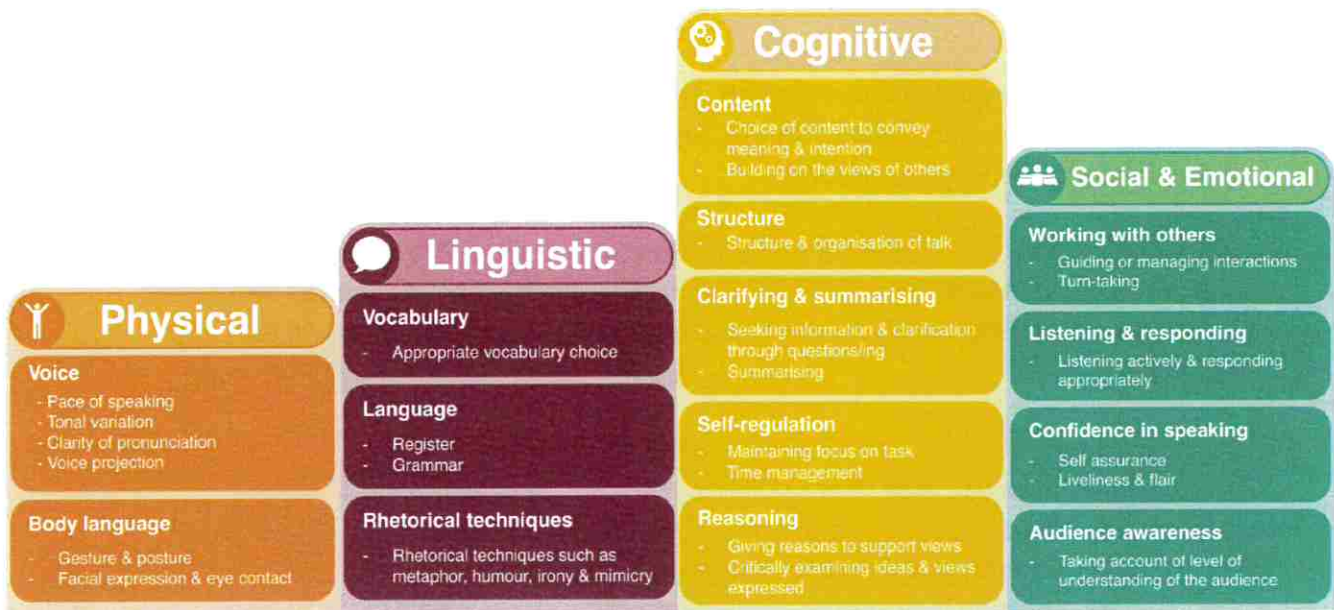 Physical
Voice
- Pace of speaking
- Tonal variation
- Clarity of pronunciation
- Voice projection
Body language
- Gesture & posture
- Facial expression & eye contact
Linguistic
Vocabulary
- Appropriate vocabulary choice
Language
- Register
- Grammar
Rhetorical techniques
- Rhetorical techniques such as
metaphor, humour, irony & mimicry
Cognitive
Content
- Choice of content to convey
meaning & intention
- Building on the views of others
Structure
- Structure & organisation of talk
Clarifying & summarising
- Seeking information & clarification
through questions/ing
- Summarising
Self-regulation
- Maintaining focus on task
- Time management
Reasoning
- Giving reasons to support views
- Critically examining ideas & views
expressed
Social & Emotional
Working with others
- Guiding or managing interactions
- Turn-taking
Listening & responding
- Listening actively & responding
appropriately
Confidence in speaking
- Self assurance
- Liveliness & flair
Audience awareness
- Taking account of level of
understanding of the audience